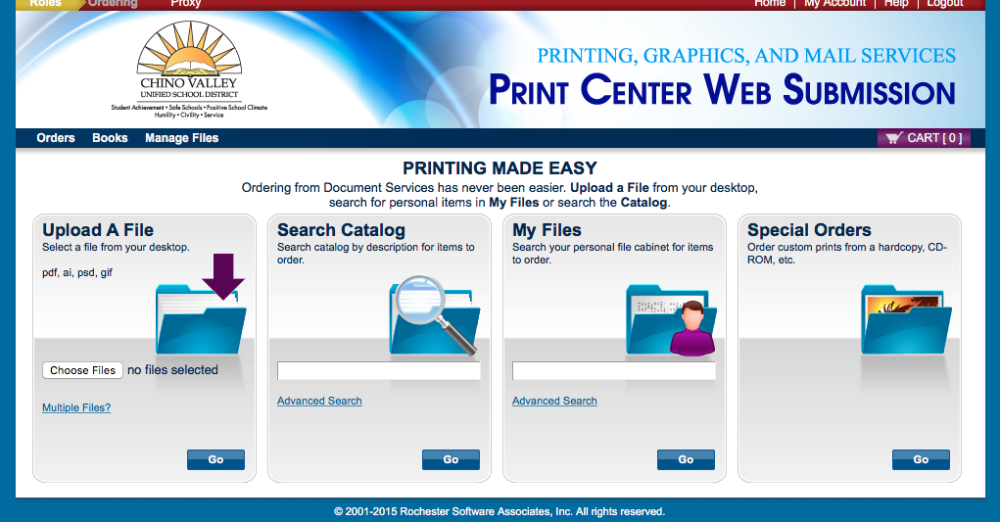 Roles Ordering Proxy Home | My Account | Help | Logout
CHINO VALLEY
UNIFIED SCHOOL DISTRICT
Student Achievement • Safe Schools • Positive School Climate
Humility • Civility • Service
PRINTING, GRAPHICS, AND MAIL SERVICES
PRINT CENTER WEB SUBMISSION
Orders Books Manage Files CART [ 0 ]
PRINTING MADE EASY
Ordering from Document Services has never been easier. Upload a File from your desktop,
search for personal items in My Files or search the Catalog.
Upload A File
Select a file from your desktop.
pdf, ai, psd, gif
Choose Files no files selected
Multiple Files?
Go
Search Catalog
Search catalog by description for items to
order.
Advanced Search
Go
My Files
Search your personal file cabinet for items
to order.
Advanced Search
Go
Special Orders
Order custom prints from a hardcopy, CD-
ROM, etc.
Go
© 2001-2015 Rochester Software Associates, Inc. All rights reserved.